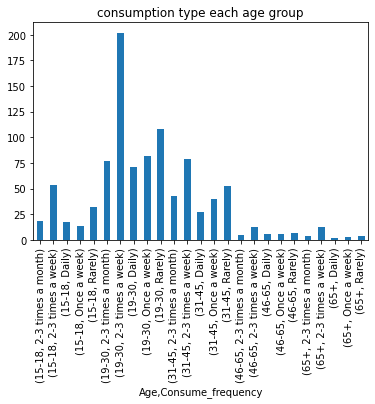 consumption type each age group
200
175
150
125
100
75
50
25
0
(15-18, 2-3 times a month)
(15-18, 2-3 times a week)
(15-18, Daily)
(15-18, Once a week)
(15-18, Rarely)
(19-30, 2-3 times a month)
(19-30, 2-3 times a week)
(19-30, Daily)
(19-30, Once a week)
(19-30, Rarely)
(31-45, 2-3 times a month)
(31-45, 2-3 times a week)
(31-45, Daily)
(31-45, Once a week)
(31-45, Rarely)
(46-65, 2-3 times a month)
(46-65, 2-3 times a week)
(46-65, Daily)
(46-65, Once a week)
(46-65, Rarely)
(65+, 2-3 times a month)
(65+, 2-3 times a week)
(65+, Daily)
(65+, Once a week)
(65+, Rarely)
Age,Consume_frequency